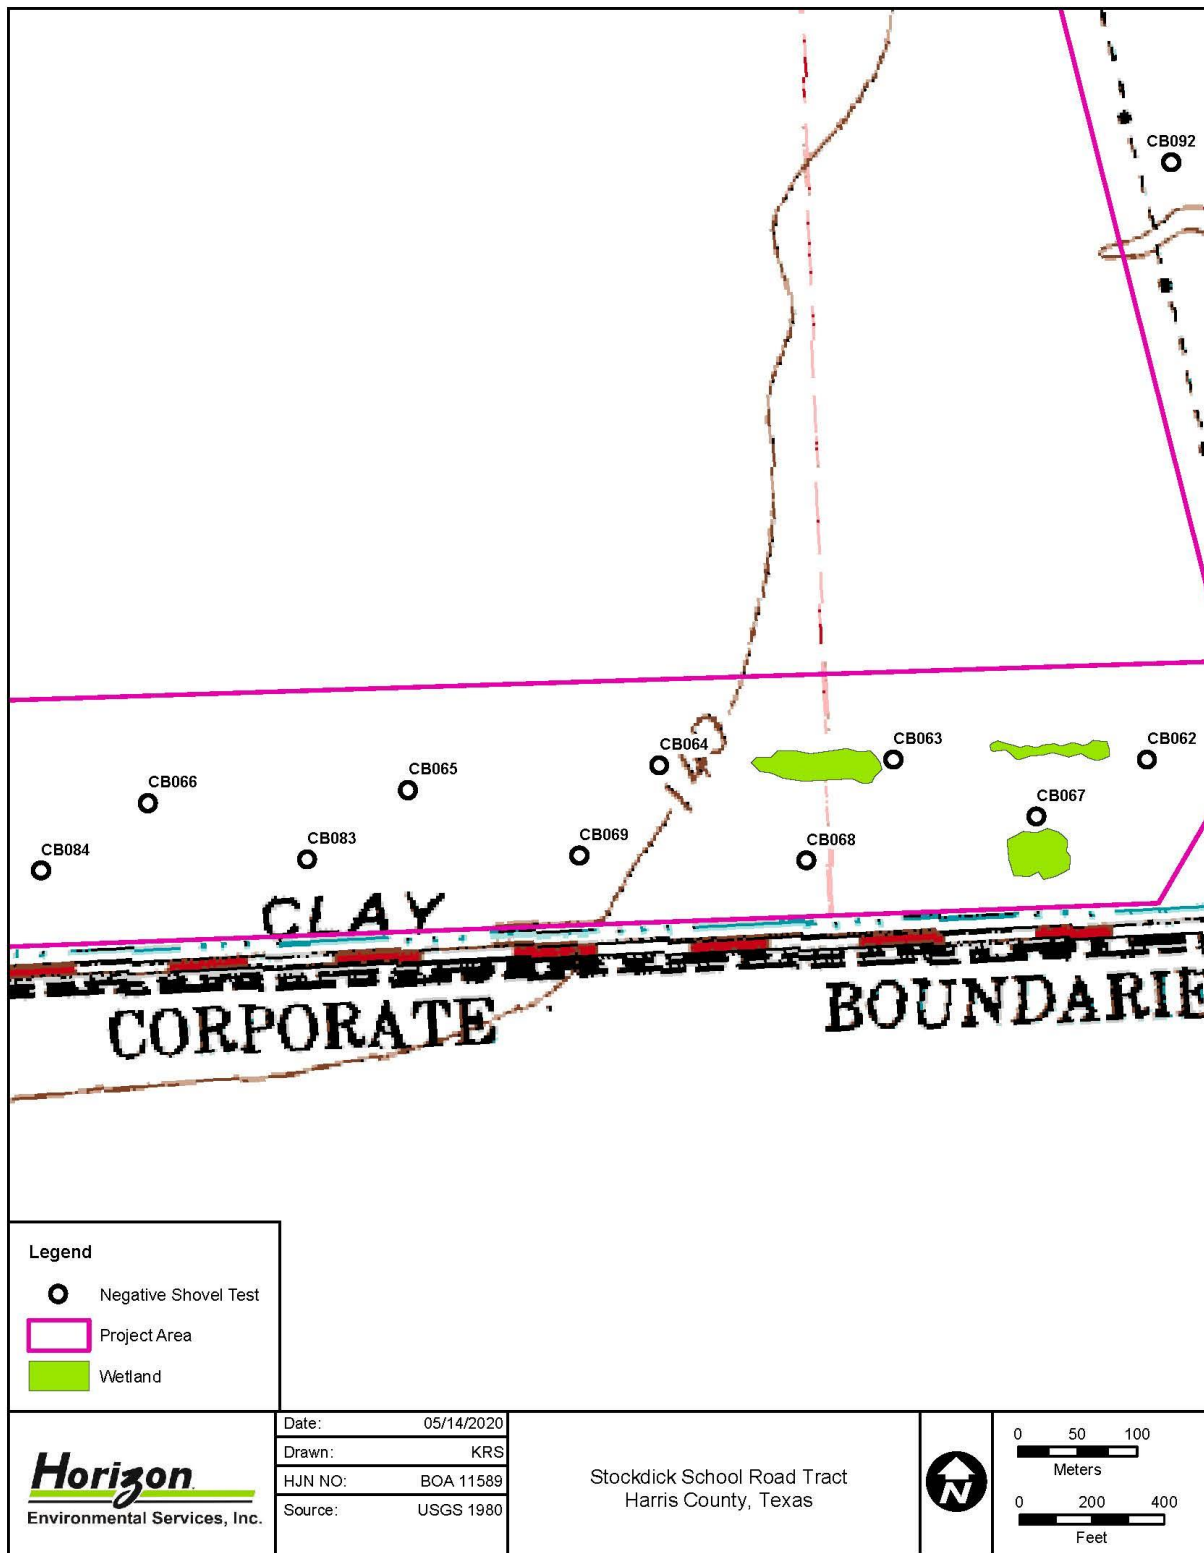 CB092
CB064
CB063
CB062
CB065
CB066
CB067
CB069
CB068
CB083
CB084
143
CLAY
CORPORATE BOUNDARIE
Legend
Negative Shovel Test
Project Area
Wetland
Horizon
Environmental Services, Inc.
Date: 05/14/2020
Drawn: KRS
HJN NO: BOA 11589
Source: USGS 1980
Stockdick School Road Tract
Harris County, Texas
N
0 50 100
Meters
0 200 400
Feet